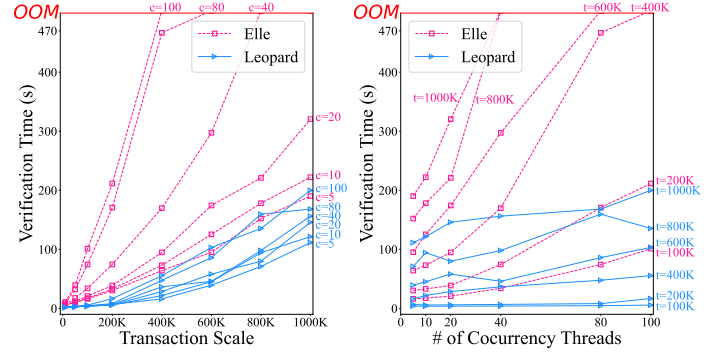 OOM
c=100
c=80
c=40
470
400
300
200
100
0
Verification Time (s)
Elle
Leopard
c=20
c=10
c=100
c=5
c=80
c=40
c=20
c=10
c=5
0
200K
400K
600K
800K
1000K
Transaction Scale
OOM
t=600K
t=400K
470
400
300
200
100
0
Verification Time (s)
Elle
Leopard
t=1000K
t=800K
t=200K
t=1000K
t=800K
t=600K
t=100K
t=400K
t=200K
t=100K
0
10
20
40
80
100
# of Cocurrency Threads